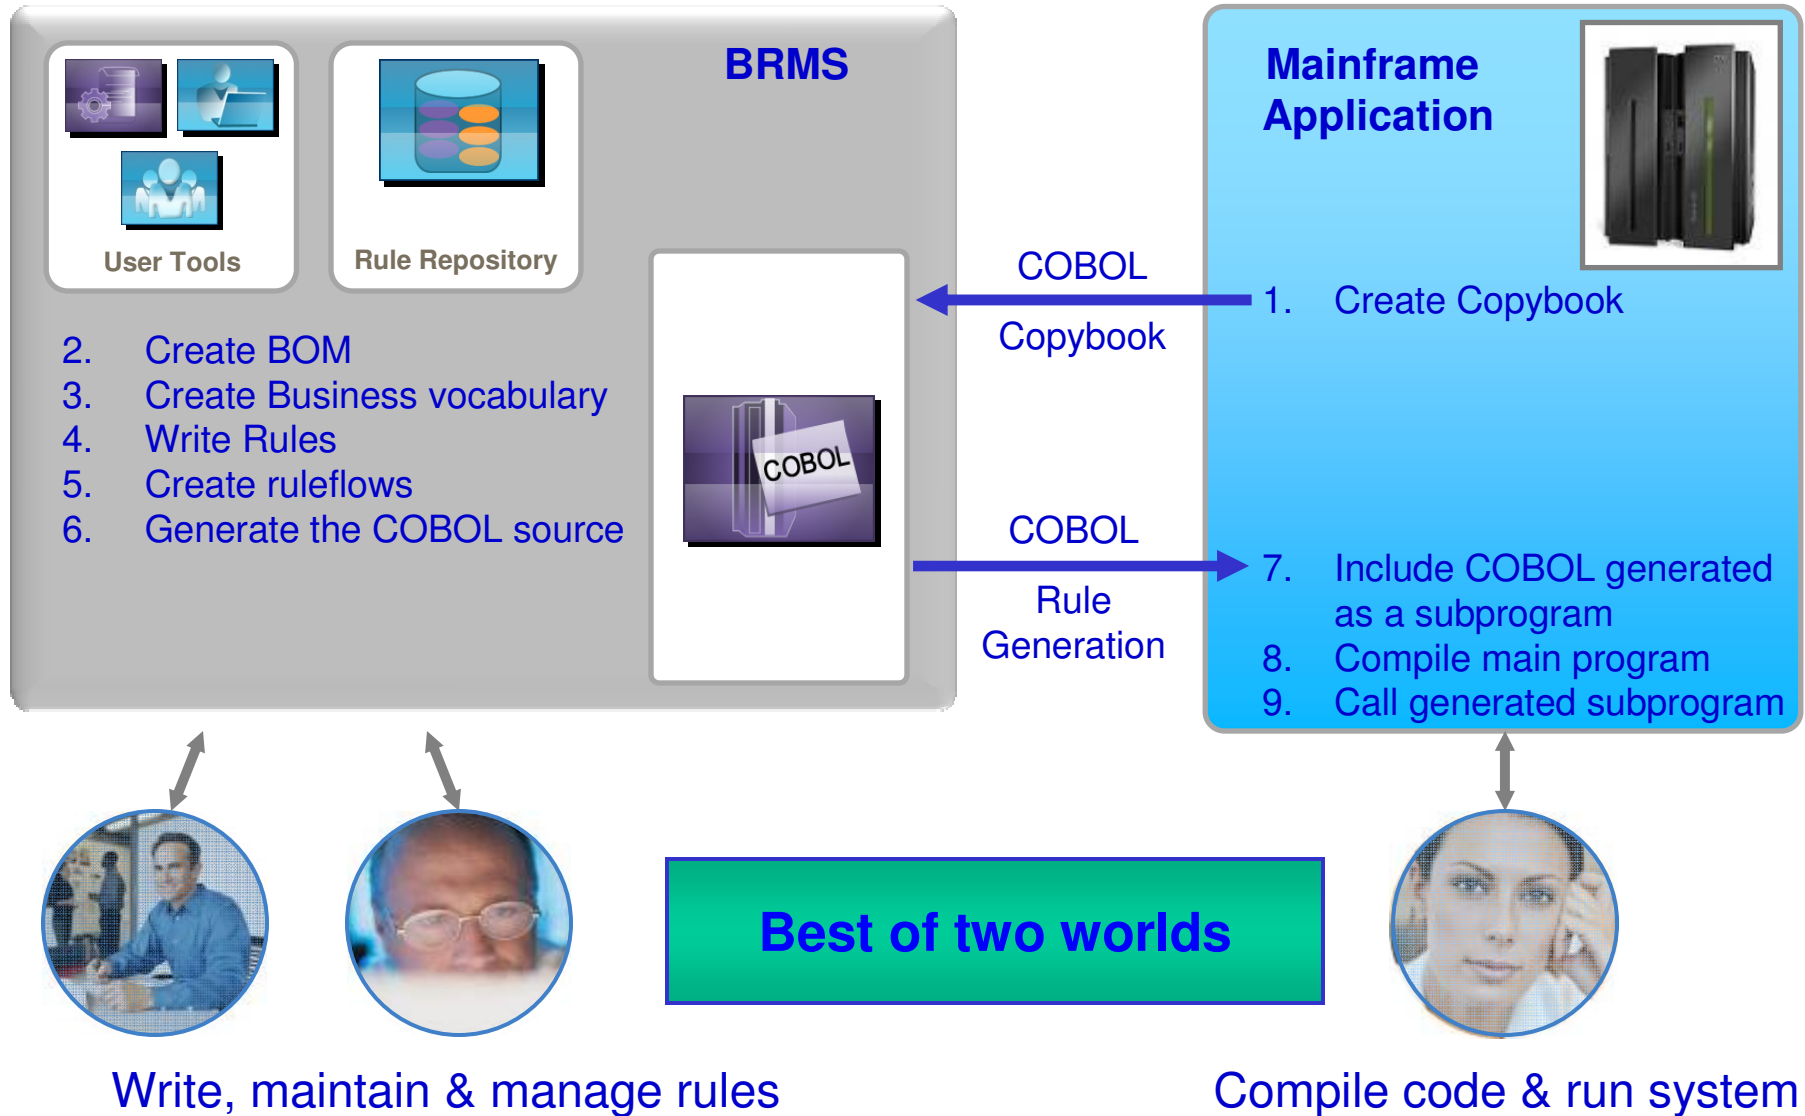 BRMS
User Tools
Rule Repository
2. Create BOM
3. Create Business vocabulary
4. Write Rules
5. Create ruleflows
6. Generate the COBOL source
COBOL
COBOL
Copybook
COBOL
Rule
Generation
Mainframe
Application
1. Create Copybook
7. Include COBOL generated
as a subprogram
8. Compile main program
9. Call generated subprogram
Best of two worlds
Write, maintain & manage rules
Compile code & run system